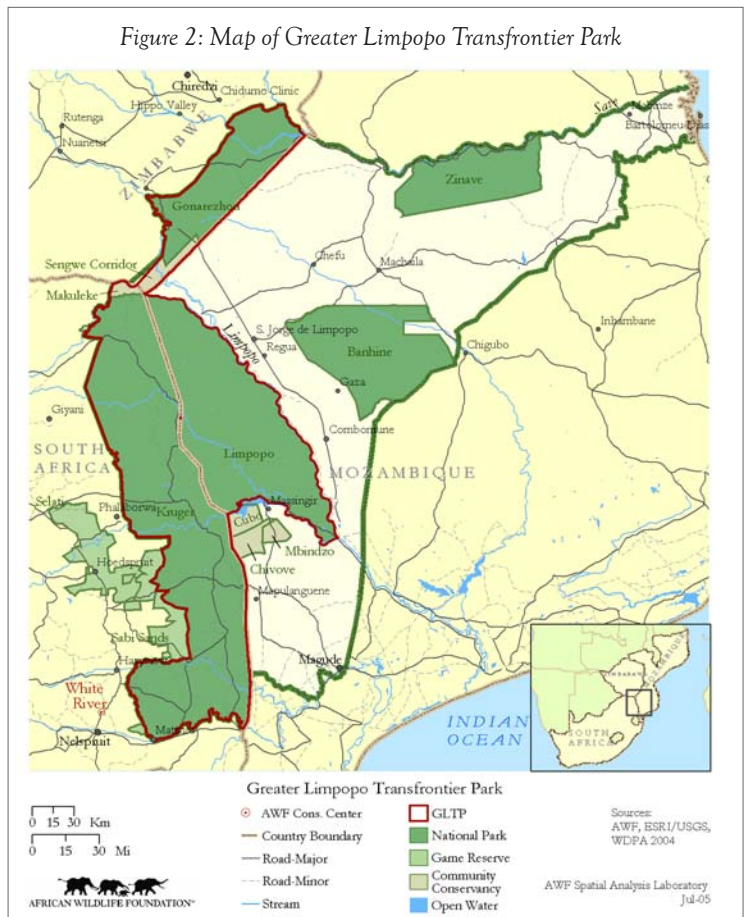 Figure 2: Map of Greater Limpopo Transfrontier Park
Chiredzi
Chidumo Clinic
Hippo Valley
Rutenga
Nuanetsi
ZIMBABWE
Save
Bartolomeu Dias
Zinave
Gonarezhou
Sengwe Corridor
Makuleke
Chefu
Machaila
Limpopo
S. Jorge de Limpopo
Regua
Banhine
Chigubo
Inhambane
Gaza
Combomune
Giyani
SOUTH
AFRICA
Limpopo
MOZAMBIQUE
Selati
Phalaborwa
Kruger
Massingir
Cubo
Mbindzo
Chivove
Hoedspruit
Mapulanguene
Sabi Sands
Magude
White
River
Nelspruit
INDIAN
OCEAN
ZIMBABWE
MOZAMBIQUE
SOUTH
AFRICA
Greater Limpopo Transfrontier Park
0 15 30 Km
0 15 30 Mi
AFRICAN WILDLIFE FOUNDATION
AWF Cons. Center
Country Boundary
Road-Major
Road-Minor
Stream
GLTP
National Park
Game Reserve
Community
Conservancy
Open Water
Sources:
AWF, ESRI/USGS,
WDPA 2004
AWF Spatial Analysis Laboratory
Jul-05